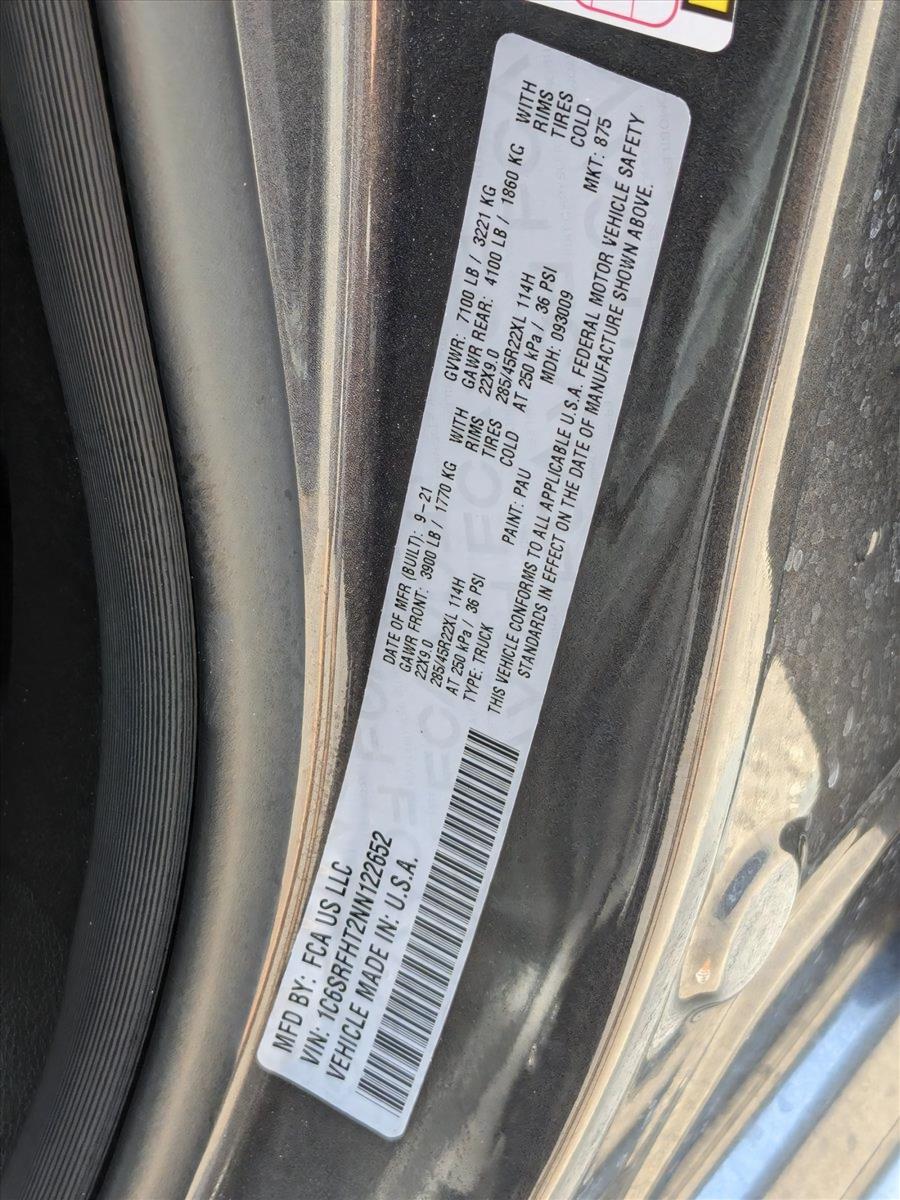 MFD BY: FCA US LLC
VIN: 1C6SRFHT2NN122652
VEHICLE MADE IN: U.S.A.
DATE OF MFR (BUILT): 9-21
GAWR FRONT: 3900 LB / 1770 KG WITH
22X9.0 RIMS
285/45R22XL 114H TIRES
AT 250 kPa / 36 PSI COLD
TYPE: TRUCK PAINT: PAU
GVWR: 7100 LB / 3221 KG
GAWR REAR: 4100 LB / 1860 KG WITH
22X9.0 RIMS
285/45R22XL 114H TIRES
AT 250 kPa / 36 PSI COLD
MDH: 093009 MKT: 875
THIS VEHICLE CONFORMS TO ALL APPLICABLE U.S.A. FEDERAL MOTOR VEHICLE SAFETY
STANDARDS IN EFFECT ON THE DATE OF MANUFACTURE SHOWN ABOVE.